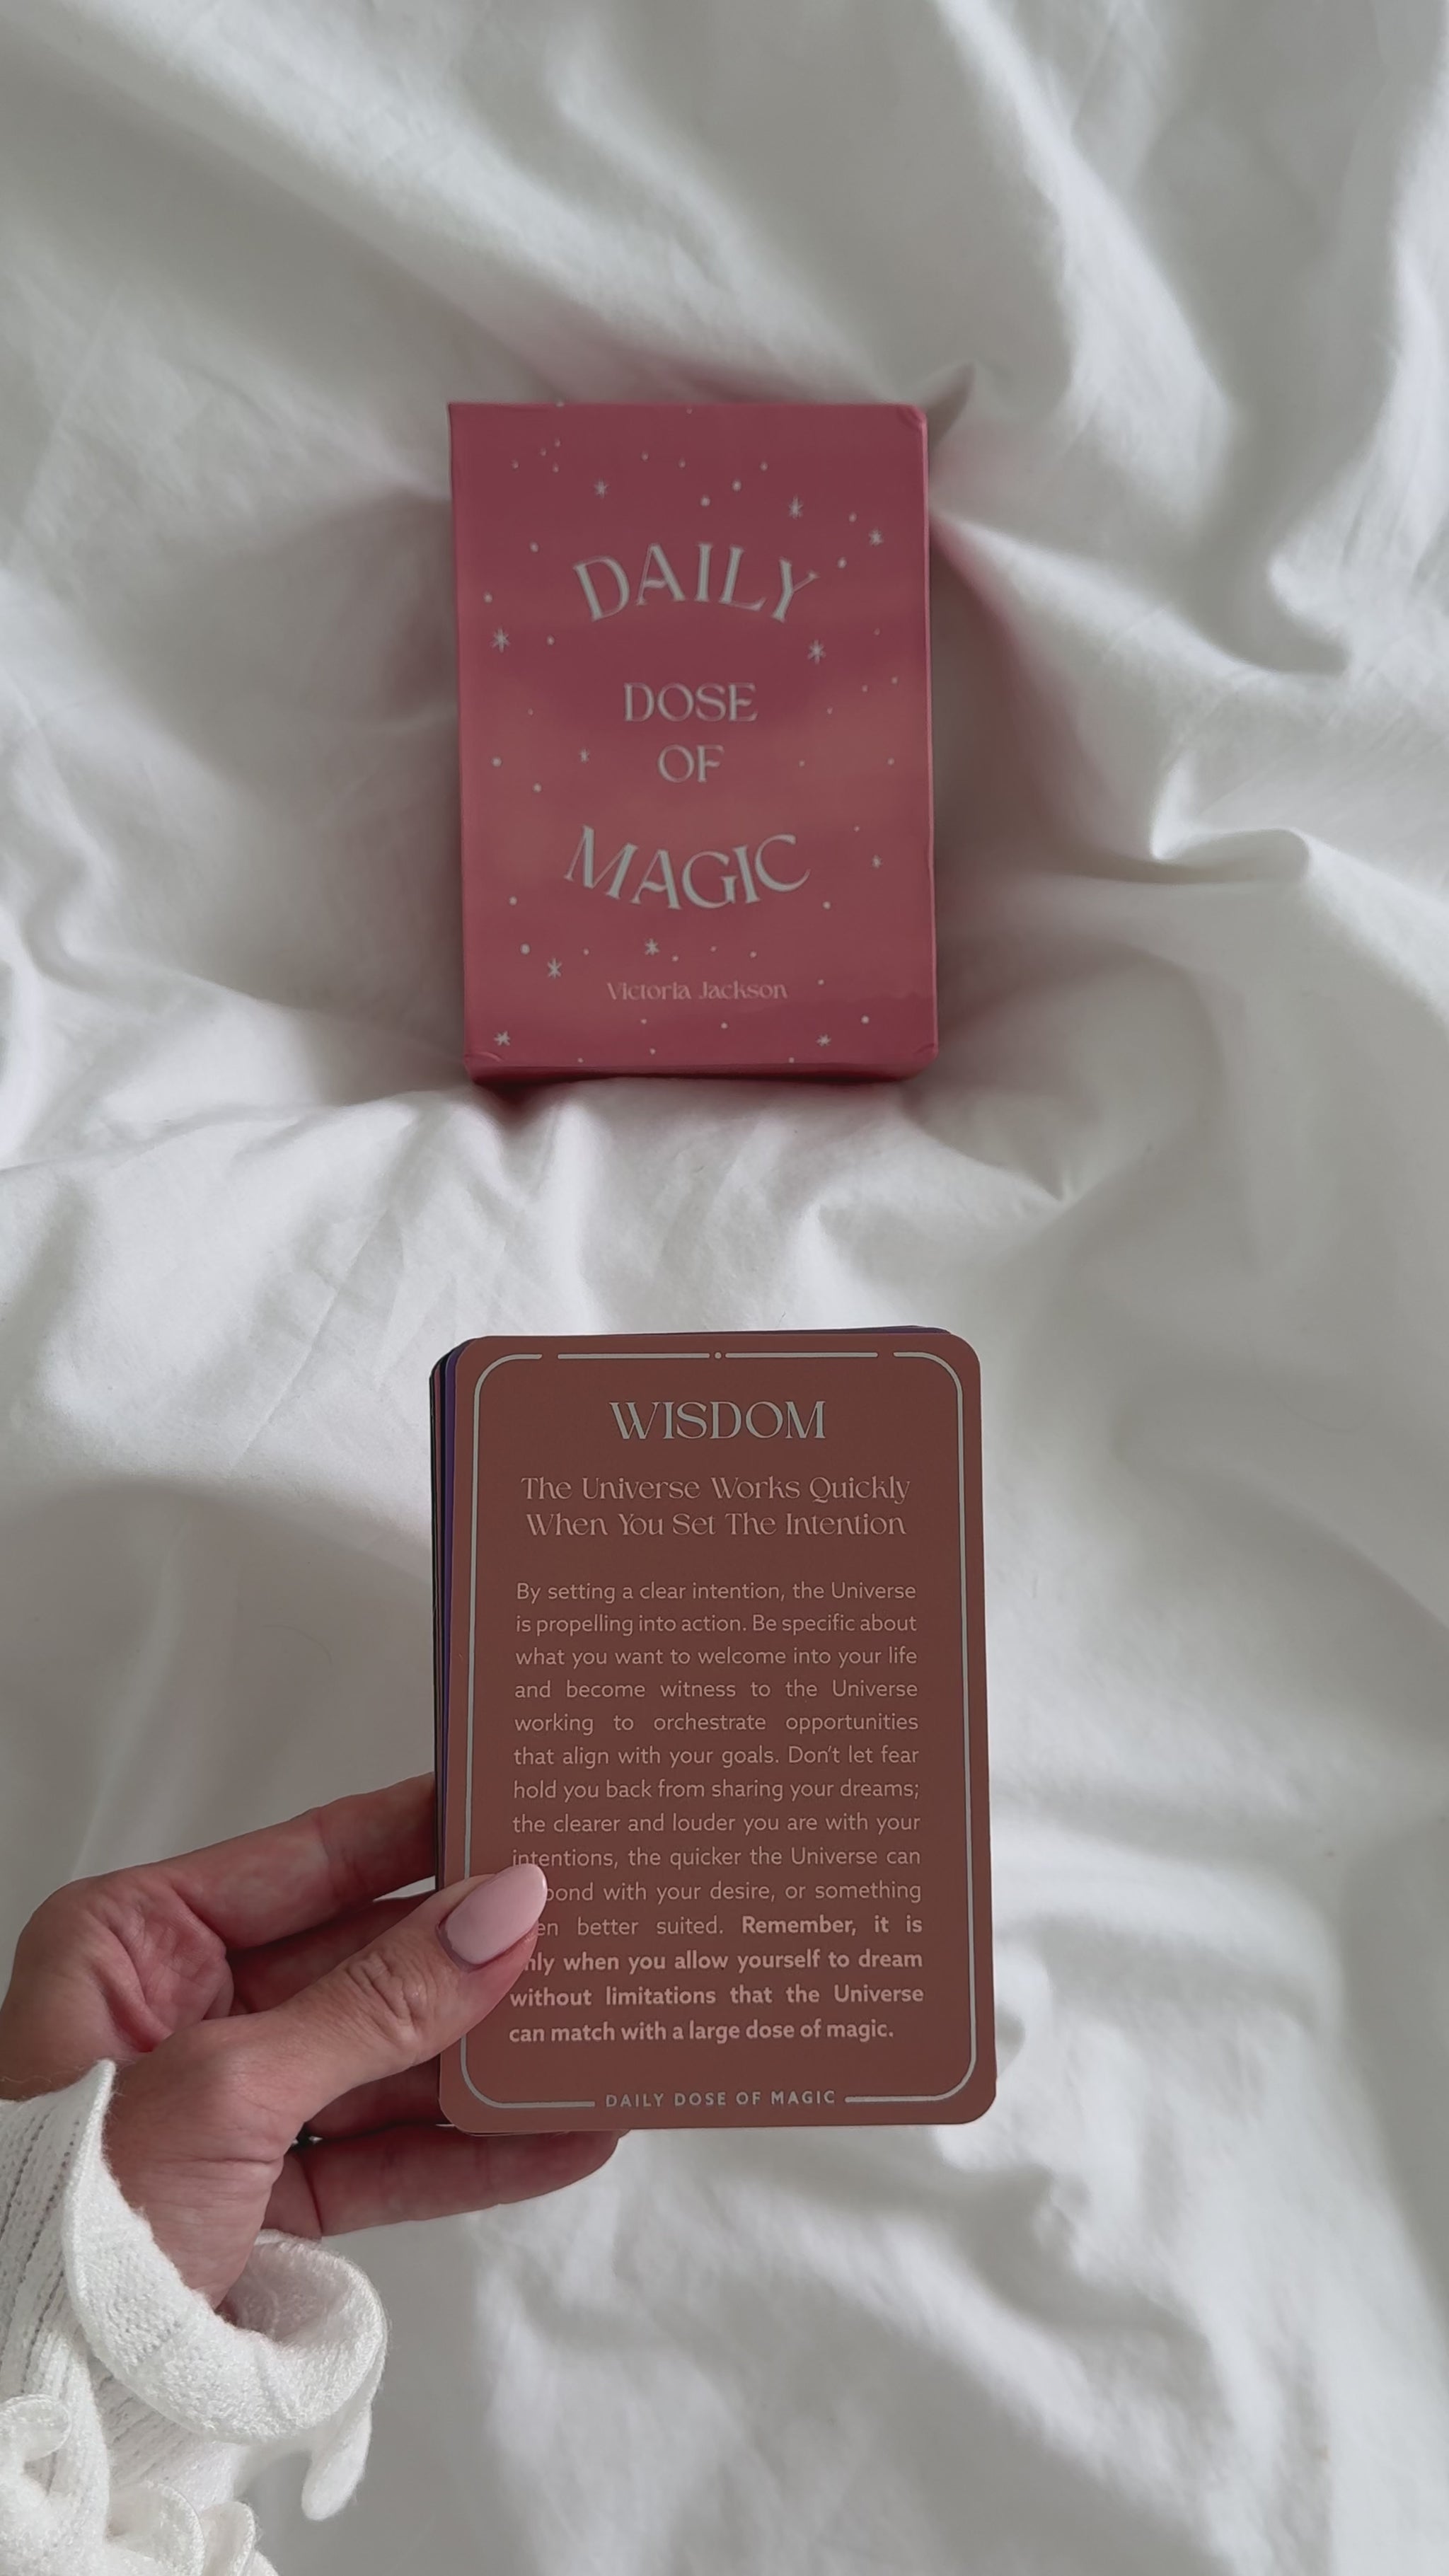 DAILY
DOSE
OF
MAGIC
Victoria Jackson
WISDOM
The Universe Works Quickly
When You Set The Intention
By setting a clear intention, the Universe
is propelling into action. Be specific about
what you want to welcome into your life
and become witness to the Universe
working to orchestrate opportunities
that align with your goals. Don't let fear
hold you back from sharing your dreams;
the clearer and louder you are with your
intentions, the quicker the Universe can
with your desire, or something
better suited. Remember, it is
when you allow yourself to dream
without limitations that the Universe
can match with a large dose of magic.
DAILY DOSE OF MAGIC